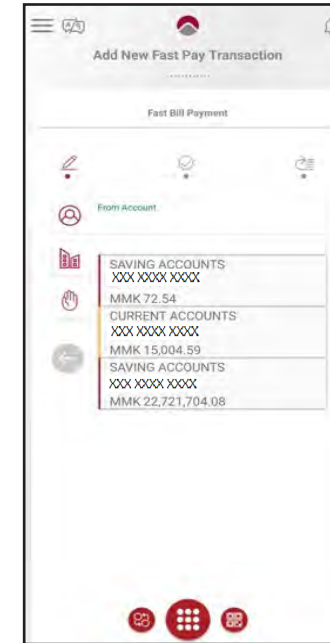 Add New Fast Pay Transaction
Fast Bill Payment
From Account
SAVING ACCOUNTS
XXX XXXX XXXX
MMK 72.54
CURRENT ACCOUNTS
XXX XXXX XXXX
MMK 15,004.59
SAVING ACCOUNTS
XXX XXXX XXXX
MMK 22,721,704.08